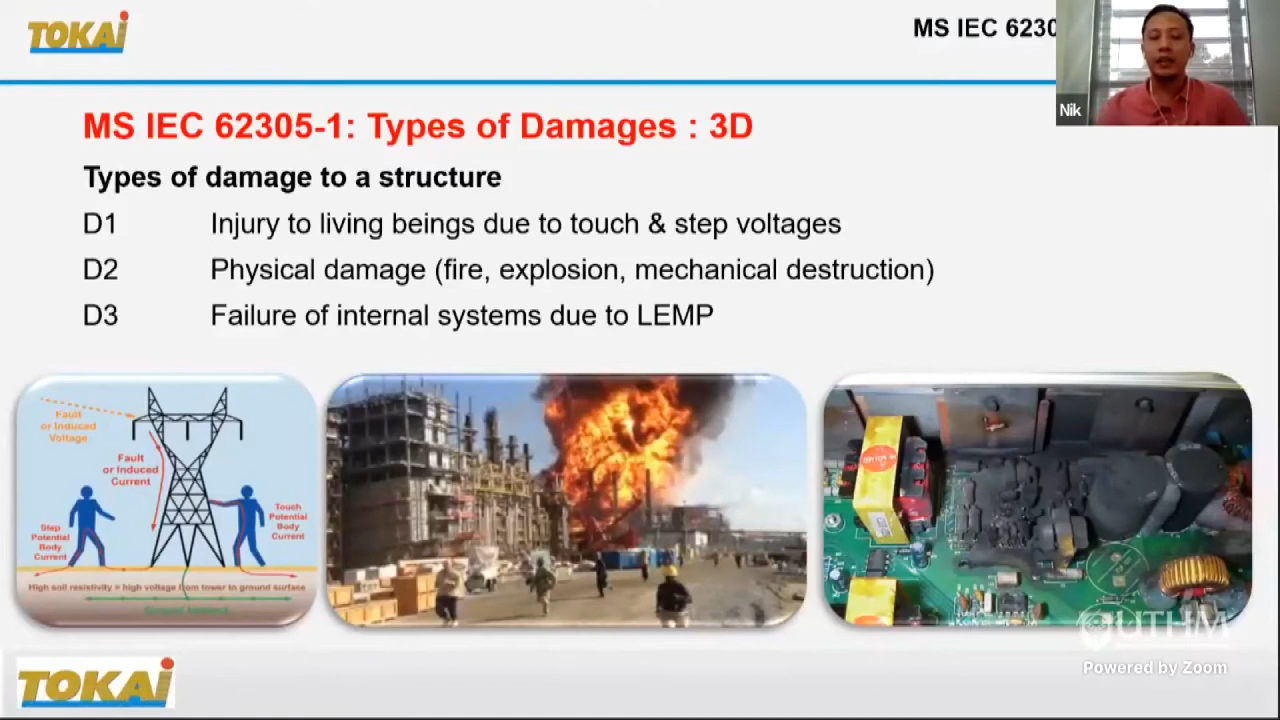 TOKAi
MS IEC 6230
Nik
MS IEC 62305-1: Types of Damages : 3D
Types of damage to a structure
D1 Injury to living beings due to touch & step voltages
D2 Physical damage (fire, explosion, mechanical destruction)
D3 Failure of internal systems due to LEMP
Fault
or Induced
Voltage
Fault
or Induced
Current
Step
Potential
Body
Current
Touch
Potential
Body
Current
High soil resistivity = high voltage from tower to ground surface
UTHM
Powered by Zoom
TOKAi